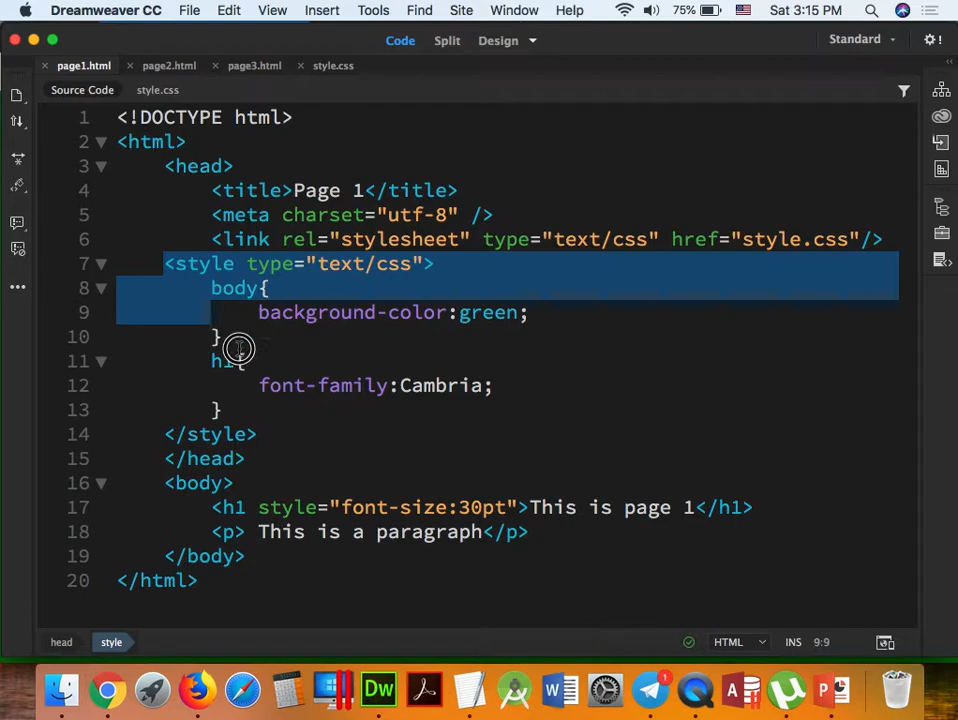 Dreamweaver CC File Edit View Insert Format Tools Find Site Window Help 75% Sat 3:15 PM
Code Split Design Standard
page1.html page2.html page3.html style.css
Source Code style.css
1 <!DOCTYPE html>
2 <html>
3 <head>
4 <title>Page 1</title>
5 <meta charset="utf-8" />
6 <link rel="stylesheet" type="text/css" href="style.css"/>
7 <style type="text/css">
8 body{
9 background-color:green;
10 }
11 h1{
12 font-family:Cambria;
13 }
14 </style>
15 </head>
16 <body>
17 <h1 style="font-size:30pt">This is page 1</h1>
18 <p> This is a paragraph</p>
19 </body>
20 </html>
head style HTML INS 9:9
Dw W 1 A P